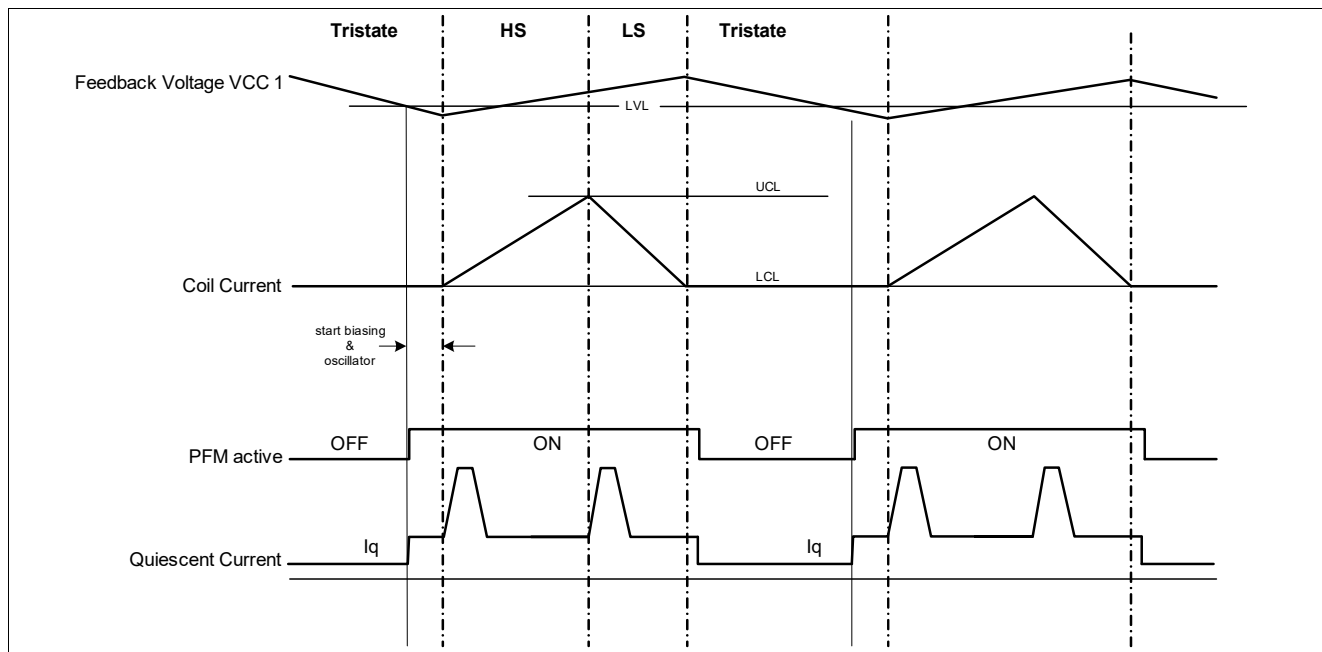 Tristate HS LS Tristate
Feedback Voltage VCC 1
LVL
UCL
Coil Current
LCL
start biasing
&
oscillator
OFF ON OFF ON
PFM active
Iq Iq
Quiescent Current